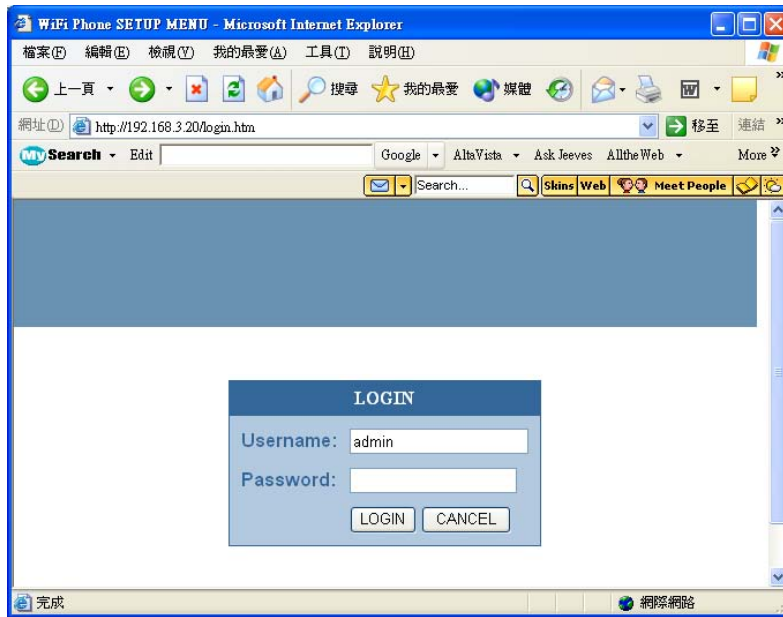 WiFi Phone SETUP MENU - Microsoft Internet Explorer
檔案(F) 編輯(E) 檢視(V) 我的最愛(A) 工具(T) 說明(H)
上一頁 搜尋 我的最愛 媒體 W »
網址(D) http://192.168.3.20/login.htm 移至 連結 »
My Search Edit Google AltaVista Ask Jeeves AlltheWeb More »
Search... Skins Web Meet People
LOGIN
Username: admin
Password:
LOGIN CANCEL
完成 網際網路